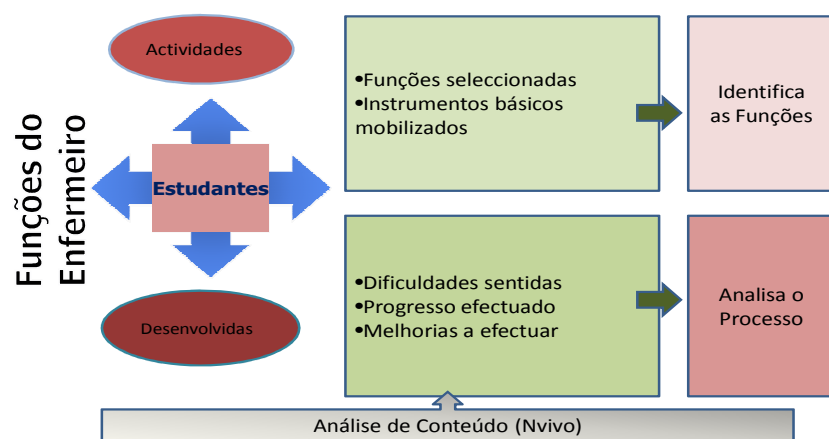 Funções do
Enfermeiro
Actividades
Estudantes
Desenvolvidas
•Funções seleccionadas
•Instrumentos básicos
mobilizados
Identifica
as Funções
•Dificuldades sentidas
•Progresso efectuado
•Melhorias a efectuar
Analisa o
Processo
Análise de Conteúdo (Nvivo)